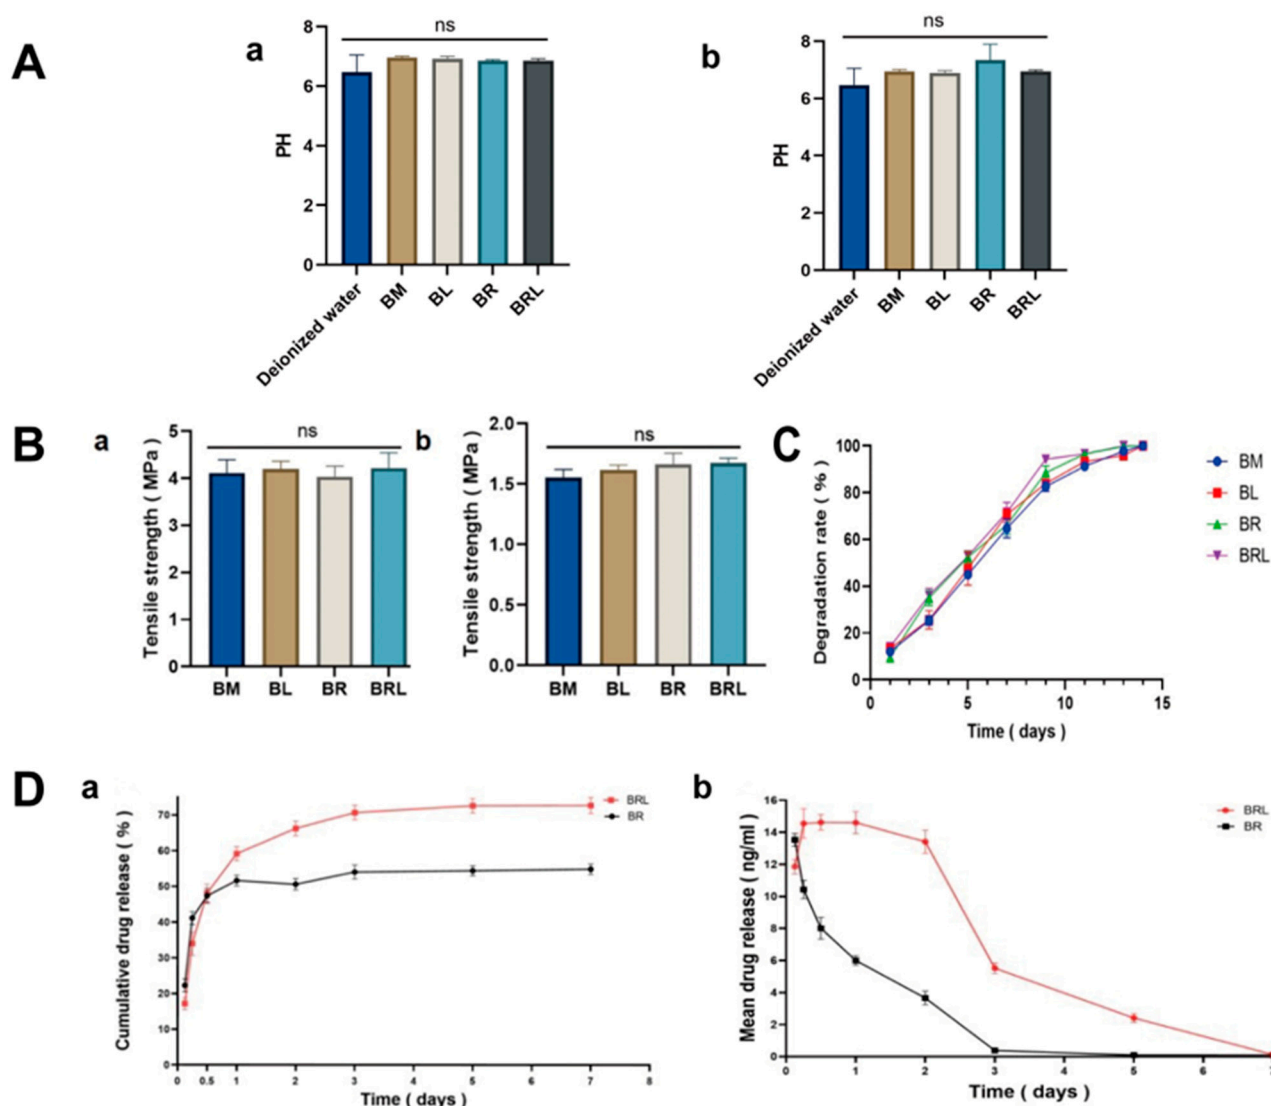 A
a
ns
8
6
4
2
0
PH
Deionized water
BM
BL
BR
BRL
b
ns
8
6
4
2
0
PH
Deionized water
BM
BL
BR
BRL
B
a
ns
5
4
3
2
1
0
Tensile strength ( MPa)
BM
BL
BR
BRL
b
ns
2.0
1.5
1.0
0.5
0.0
Tensile strength ( MPa )
BM
BL
BR
BRL
C
100
80
60
40
20
0
Degradation rate ( % )
0
5
10
15
Time ( days )
BM
BL
BR
BRL
D
a
70
60
50
40
30
20
10
0
Cumulative drug release ( % )
0
0.5
1
2
3
4
5
6
7
8
Time ( days )
BRL
BR
b
16
14
12
10
8
6
4
2
0
Mean drug release ( ng/ml )
0
1
2
3
4
5
6
Time ( days )
BRL
BR